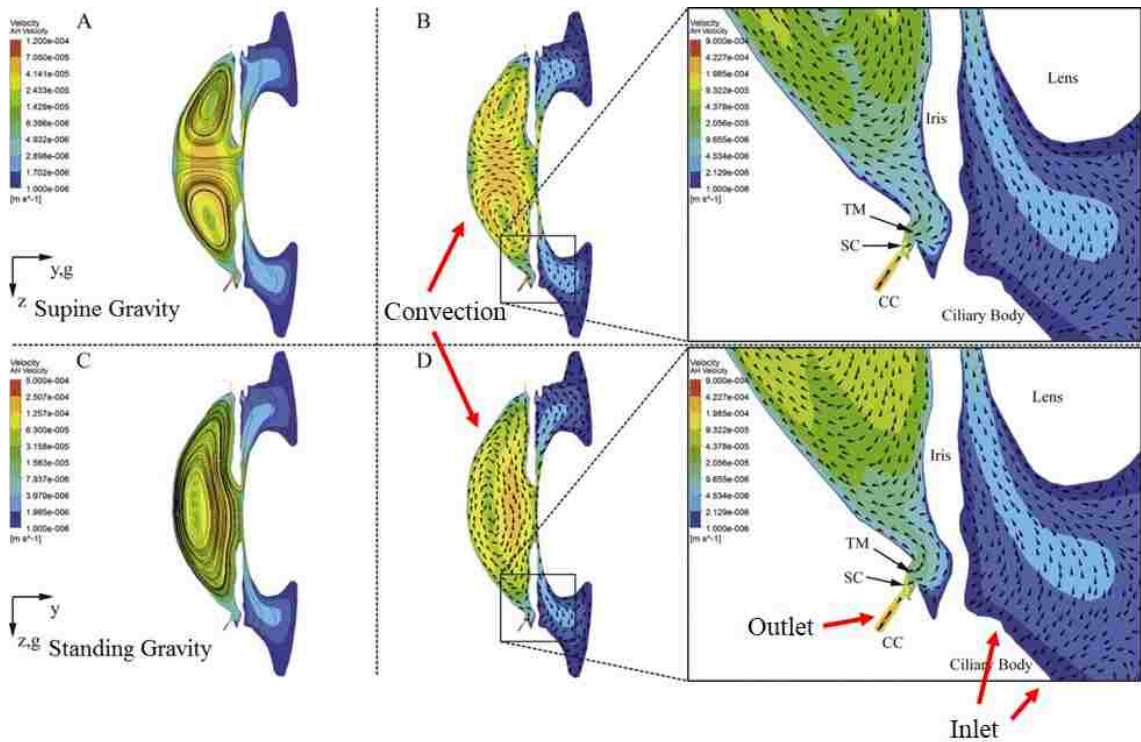 A
Velocity
AH Velocity
1.200e-004
7.050e-005
4.141e-005
2.433e-005
1.429e-005
8.396e-006
4.932e-006
2.898e-006
1.702e-006
1.000e-006
[m s^-1]
y,g
z Supine Gravity
B
Convection
Velocity
AH Velocity
9.000e-004
4.227e-004
1.985e-004
9.322e-005
4.378e-005
2.056e-005
9.655e-006
4.534e-006
2.129e-006
1.000e-006
[m s^-1]
Lens
Iris
TM
SC
CC
Ciliary Body
C
Velocity
AH Velocity
5.000e-004
2.507e-004
6.300e-005
3.158e-005
1.583e-005
7.937e-006
3.979e-006
1.000e-006
[m s^-1]
y
z,g Standing Gravity
D
Velocity
AH Velocity
9.000e-004
4.227e-004
1.985e-004
9.322e-005
4.378e-005
2.056e-005
9.655e-006
4.534e-006
2.129e-006
1.000e-006
[m s^-1]
Lens
Iris
TM
SC
Outlet
CC
Ciliary Body
Inlet